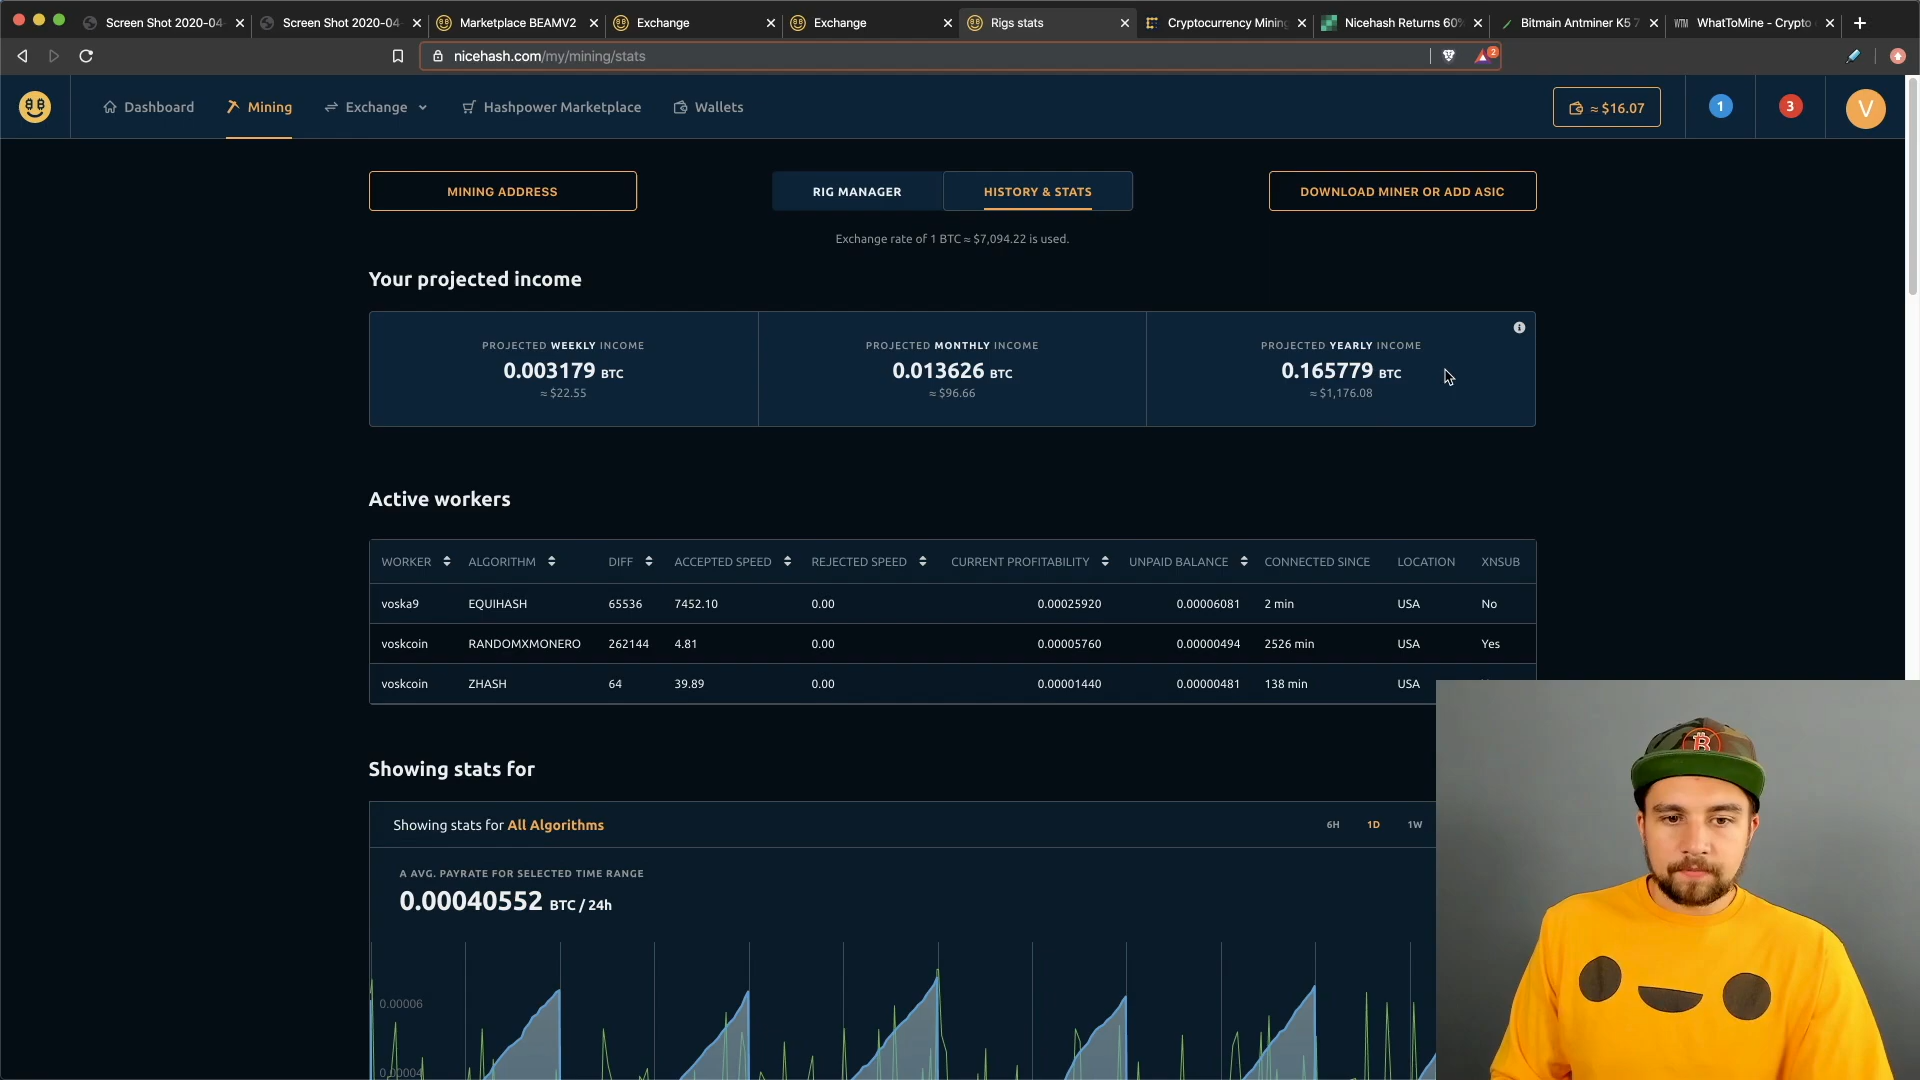 Screen Shot 2020-04-
Screen Shot 2020-04-
Marketplace BEAMV2
Exchange
Exchange
Rigs stats
Cryptocurrency Mining
Nicehash Returns 60%
Bitmain Antminer K5 7
WTM WhatToMine - Crypto
nicehash.com/my/mining/stats
2
Dashboard
Mining
Exchange
Hashpower Marketplace
Wallets
≈ $16.07
1
3
V
MINING ADDRESS
RIG MANAGER
HISTORY & STATS
DOWNLOAD MINER OR ADD ASIC
Exchange rate of 1 BTC ≈ $7,094.22 is used.
Your projected income
PROJECTED WEEKLY INCOME
0.003179 BTC
≈ $22.55
PROJECTED MONTHLY INCOME
0.013626 BTC
≈ $96.66
PROJECTED YEARLY INCOME
0.165779 BTC
≈ $1,176.08
Active workers
WORKER ALGORITHM DIFF ACCEPTED SPEED REJECTED SPEED CURRENT PROFITABILITY UNPAID BALANCE CONNECTED SINCE LOCATION XNSUB
voska9 EQUIHASH 65536 7452.10 0.00 0.00025920 0.00006081 2 min USA No
voskcoin RANDOMXMONERO 262144 4.81 0.00 0.00005760 0.00000494 2526 min USA Yes
voskcoin ZHASH 64 39.89 0.00 0.00001440 0.00000481 138 min USA
Showing stats for
Showing stats for All Algorithms
6H 1D 1W
A AVG. PAYRATE FOR SELECTED TIME RANGE
0.00040552 BTC / 24h
0.00006
0.00004